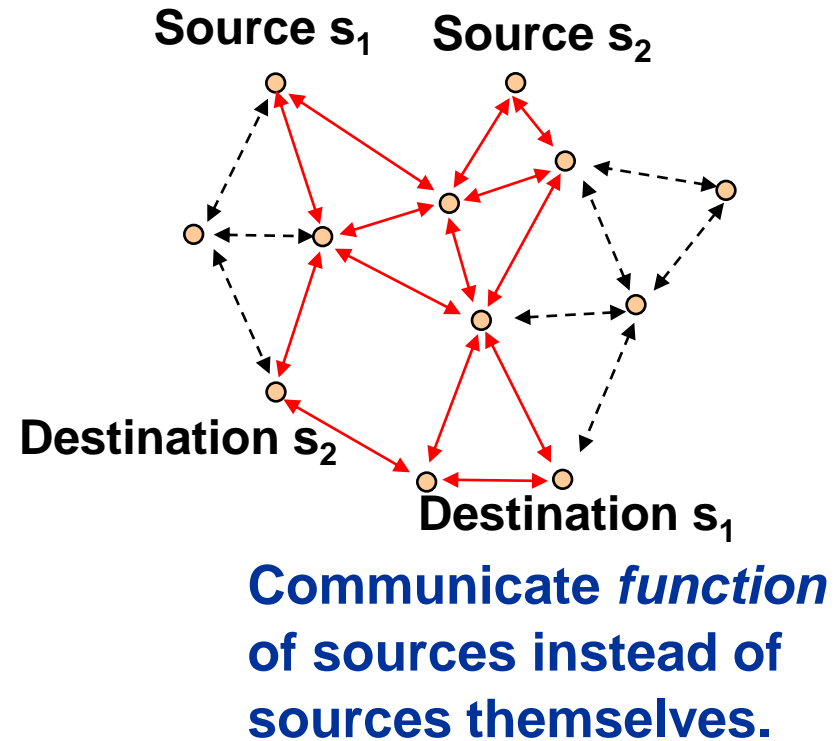 Source s₁
Source s₂
Destination s₂
Destination s₁
Communicate function
of sources instead of
sources themselves.